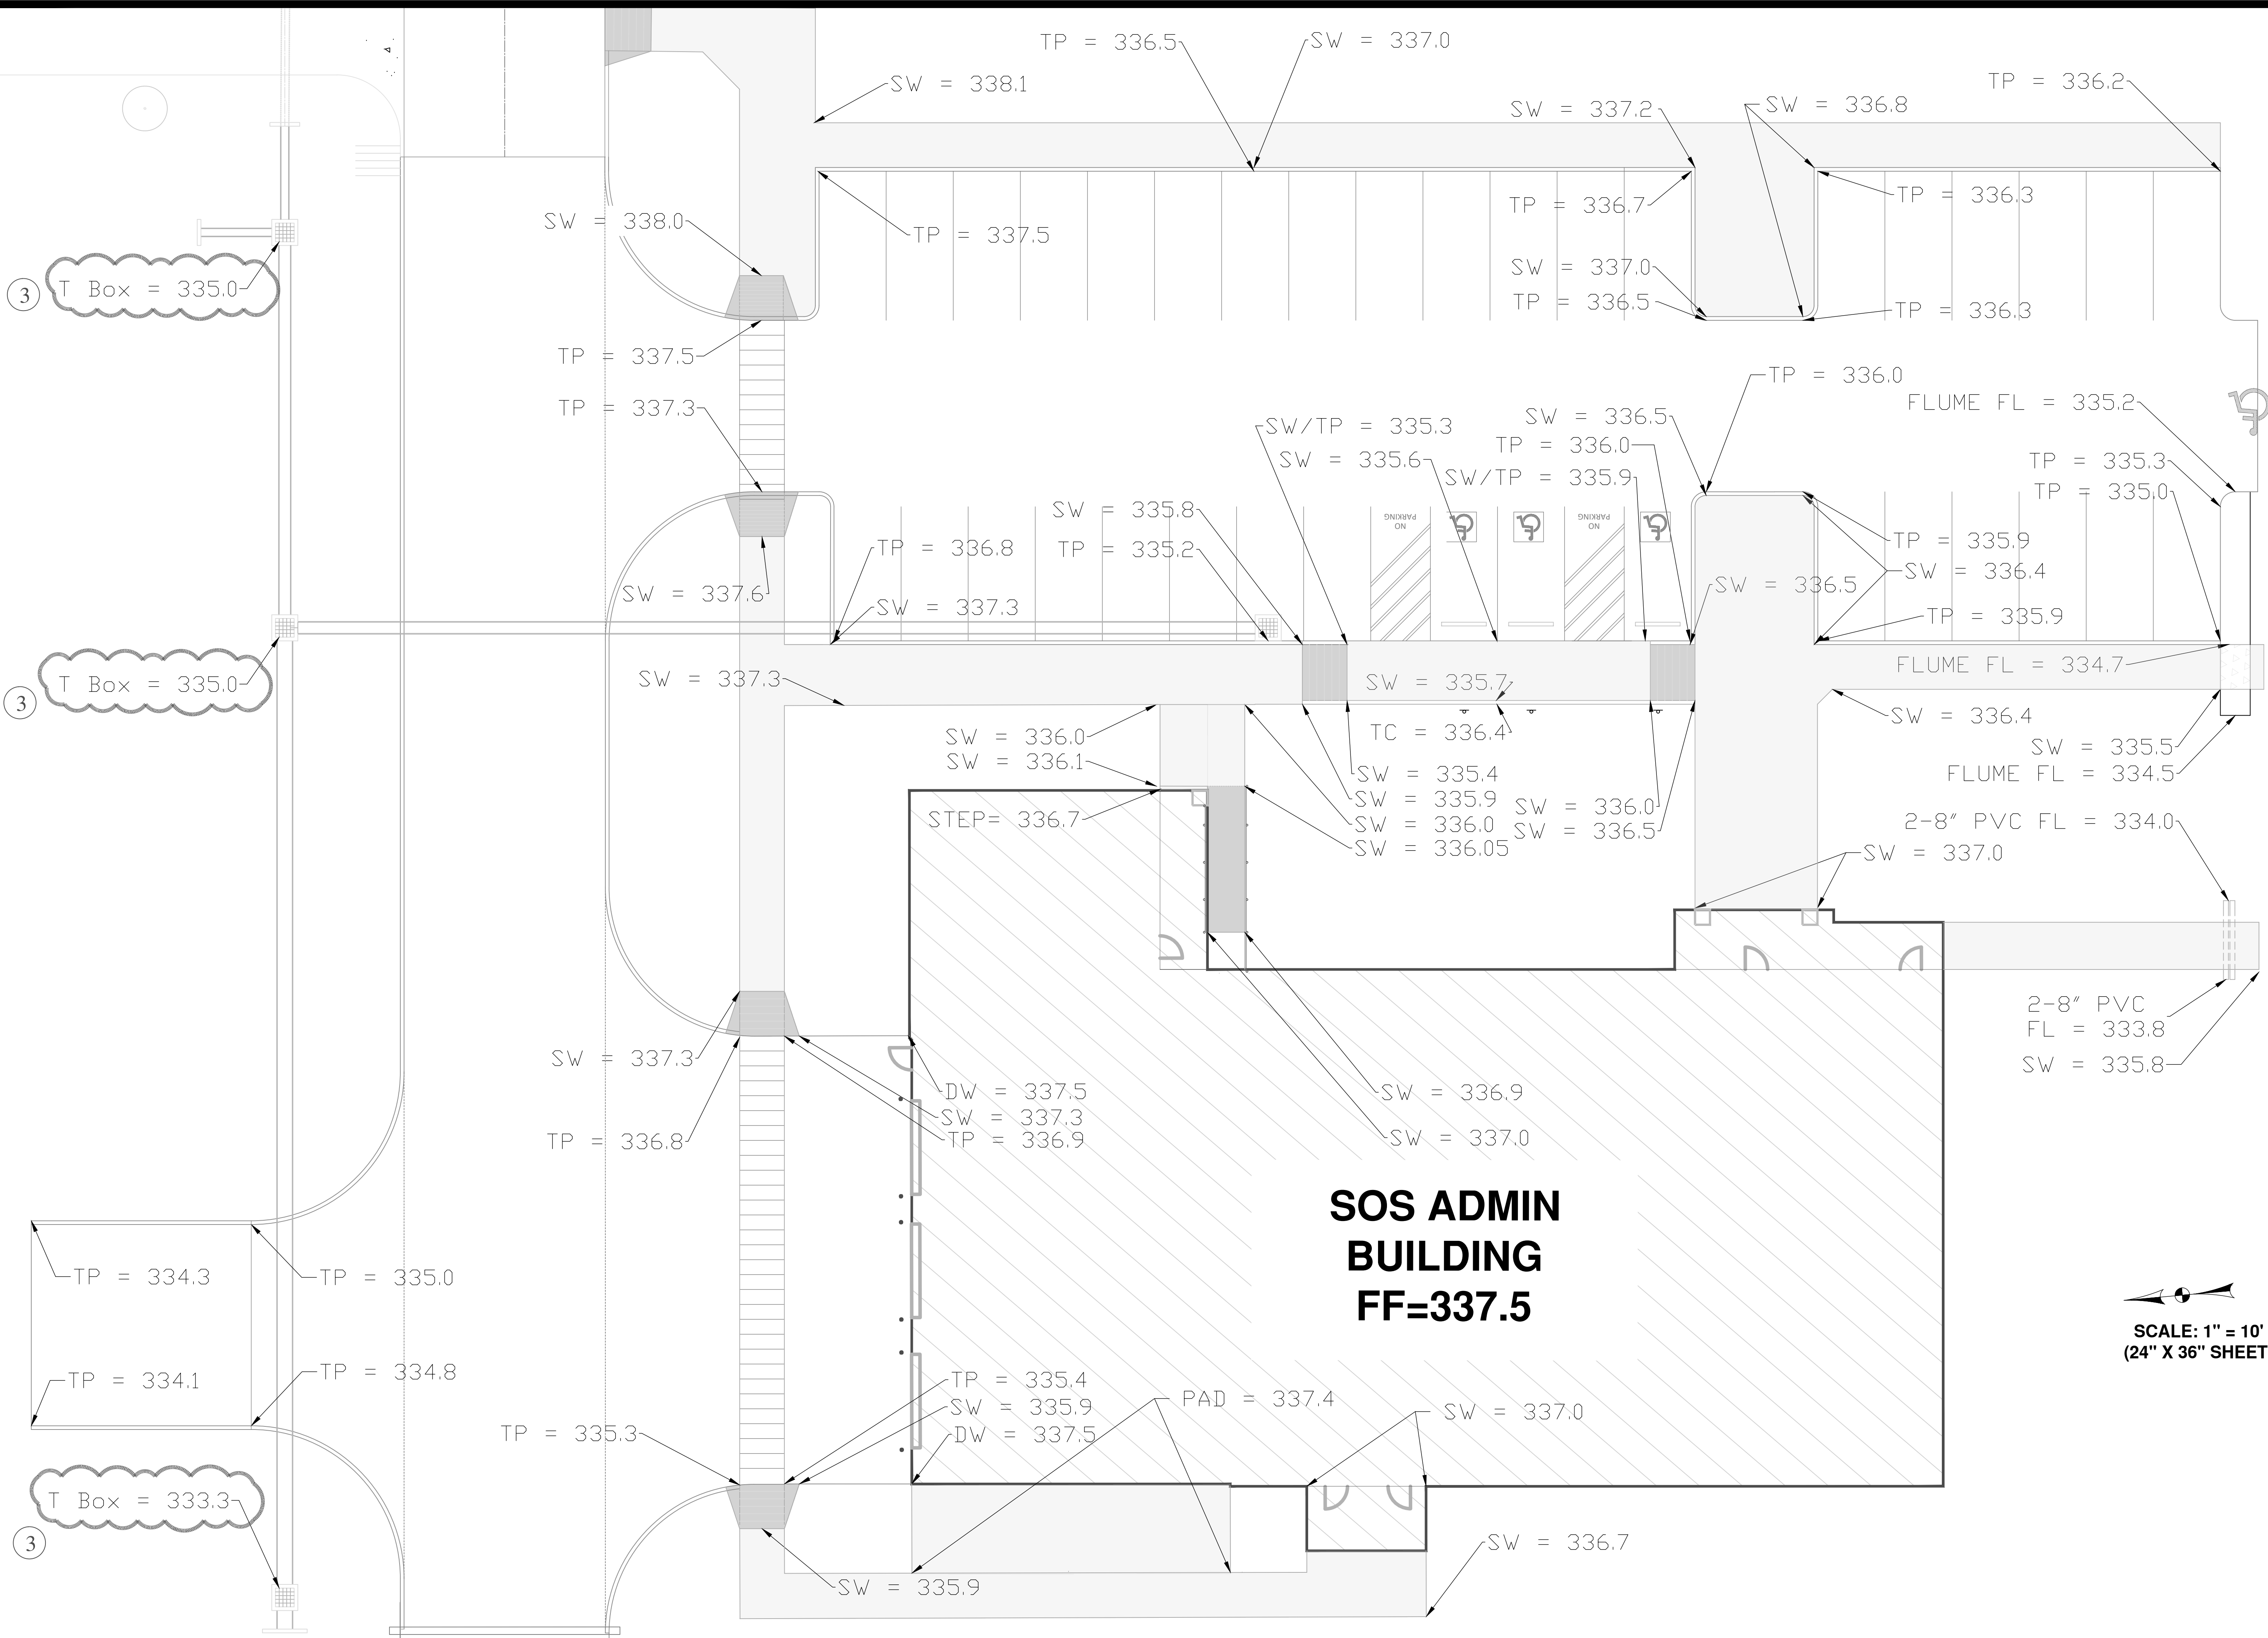 TP = 336.5
SW = 337.0
SW = 338.1
TP = 336.2
SW = 337.2
SW = 336.8
TP = 336.3
TP = 336.7
SW = 338.0
TP = 337.5
SW = 337.0
TP = 336.5
TP = 336.3
3
T Box = 335.0
TP = 337.5
TP = 336.0
TP = 337.3
FLUME FL = 335.2
SW/TP = 335.3
SW = 336.5
SW = 335.6
TP = 336.0
SW/TP = 335.9
TP = 335.3
TP = 335.0
SW = 335.8
NO
PARKING
NO
PARKING
TP = 336.8
TP = 335.2
TP = 335.9
SW = 336.4
SW = 336.5
SW = 337.6
SW = 337.3
TP = 335.9
FLUME FL = 334.7
3
T Box = 335.0
SW = 337.3
SW = 335.7
SW = 336.4
TC = 336.4
SW = 336.0
SW = 336.1
SW = 335.5
FLUME FL = 334.5
SW = 335.4
SW = 335.9
SW = 336.0
SW = 336.05
SW = 336.0
SW = 336.5
STEP= 336.7
2-8" PVC FL = 334.0
SW = 337.0
2-8" PVC
FL = 333.8
SW = 335.8
SW = 337.3
DW = 337.5
SW = 337.3
TP = 336.9
TP = 336.8
SW = 336.9
SW = 337.0
SOS ADMIN
BUILDING
FF=337.5
TP = 334.3
TP = 335.0
SCALE: 1" = 10'
(24" X 36" SHEET
TP = 334.1
TP = 334.8
TP = 335.4
SW = 335.9
DW = 337.5
PAD = 337.4
SW = 337.0
TP = 335.3
3
T Box = 333.3
SW = 336.7
SW = 335.9